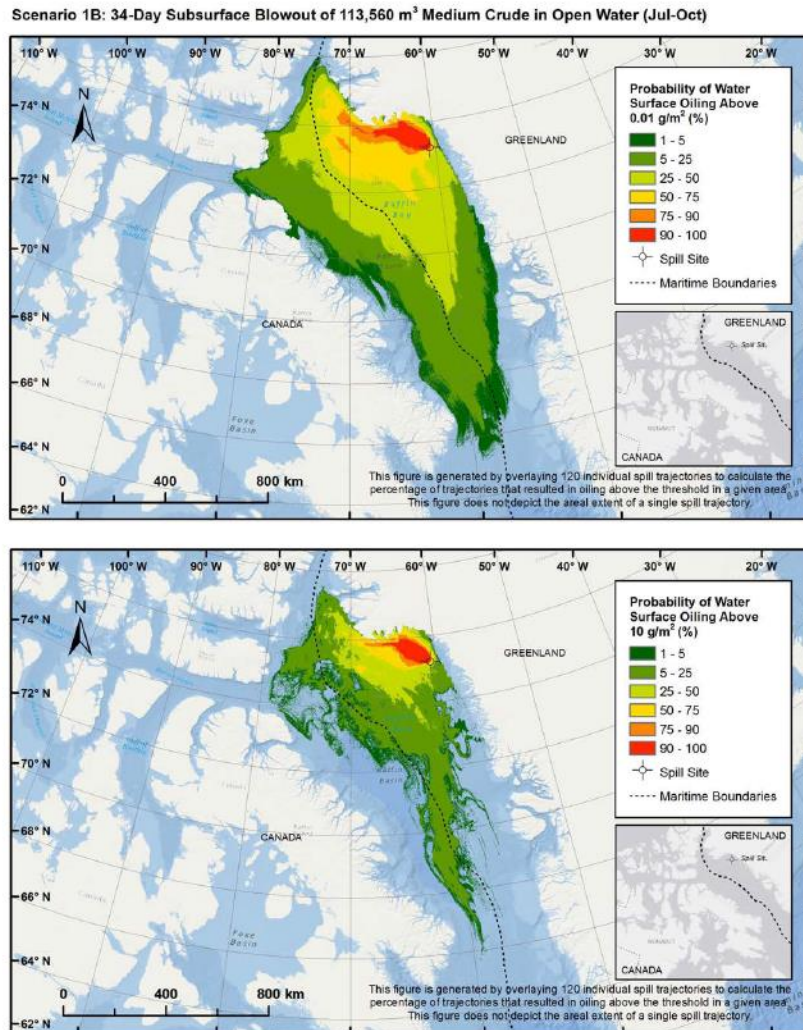 Scenario 1B: 34-Day Subsurface Blowout of 113,560 m³ Medium Crude in Open Water (Jul-Oct)
110° W 100° W 90° W 80° W 70° W 60° W 50° W 40° W 30° W 20° W
74° N
72° N
70° N
68° N
66° N
64° N
62° N
N
GREENLAND
CANADA
Baffin
Bay
Foxe
Basin
0 200 400 800 km
Probability of Water
Surface Oiling Above
0.01 g/m² (%)
1 - 5
5 - 25
25 - 50
50 - 75
75 - 90
90 - 100
Spill Site
Maritime Boundaries
GREENLAND
Spill Sit.
NUNAVUT
CANADA
This figure is generated by overlaying 120 individual spill trajectories to calculate the
percentage of trajectories that resulted in oiling above the threshold in a given area
This figure does not depict the areal extent of a single spill trajectory.
110° W 100° W 90° W 80° W 70° W 60° W 50° W 40° W 30° W 20° W
74° N
72° N
70° N
68° N
66° N
64° N
62° N
N
GREENLAND
CANADA
Baffin
Basin
Foxe
Basin
0 200 400 800 km
Probability of Water
Surface Oiling Above
10 g/m² (%)
1 - 5
5 - 25
25 - 50
50 - 75
75 - 90
90 - 100
Spill Site
Maritime Boundaries
GREENLAND
Spill Sit.
NUNAVUT
CANADA
This figure is generated by overlaying 120 individual spill trajectories to calculate the
percentage of trajectories that resulted in oiling above the threshold in a given area
This figure does not depict the areal extent of a single spill trajectory.